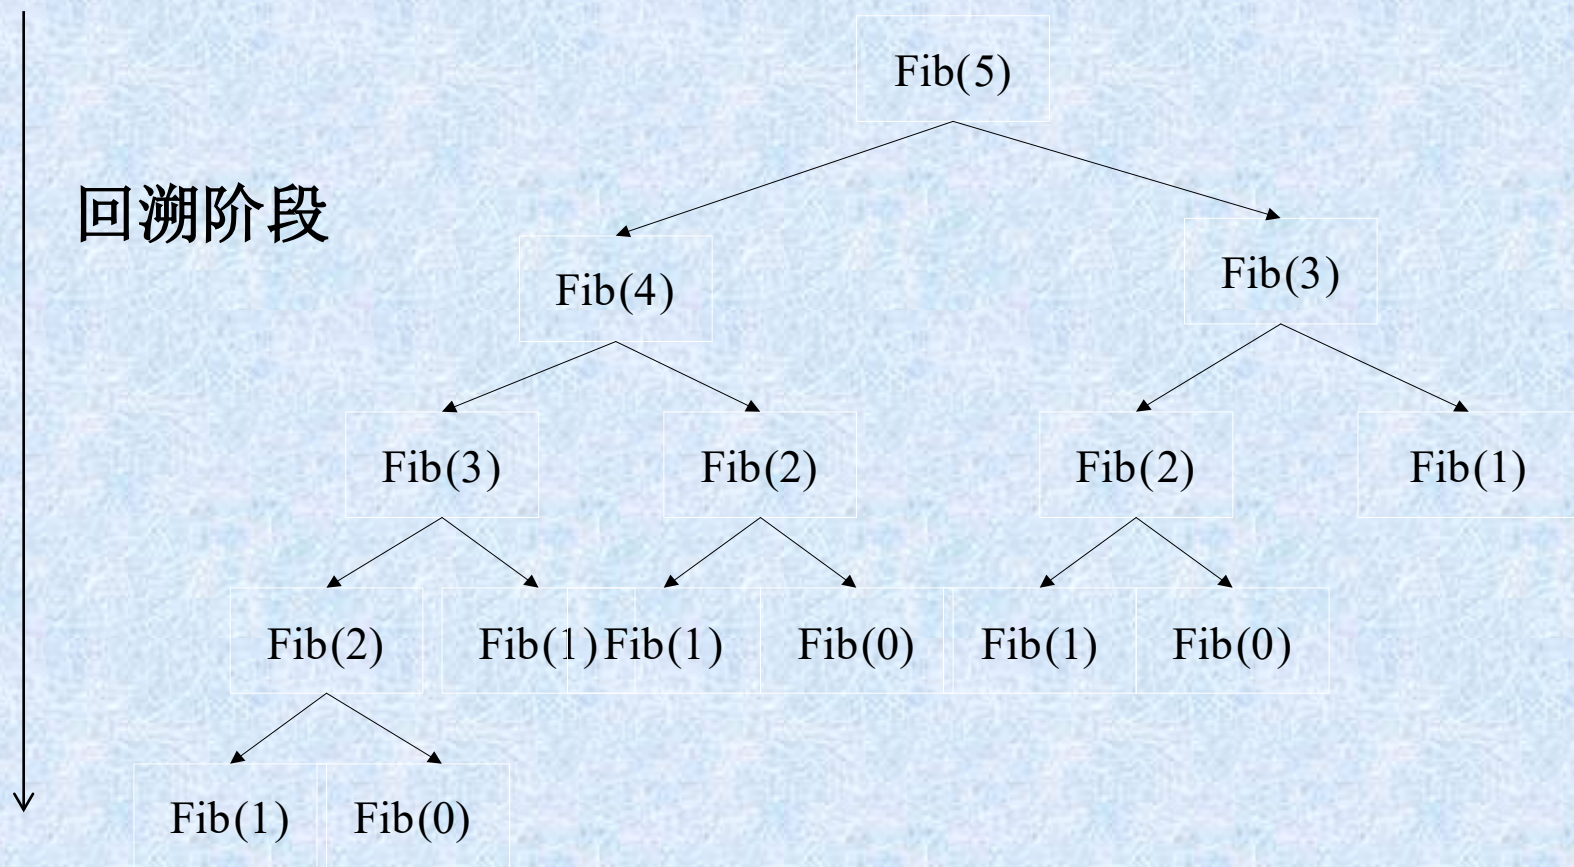 Fib(5)
回溯阶段
Fib(4)
Fib(3)
Fib(3)
Fib(2)
Fib(2)
Fib(1)
Fib(2)
Fib(1)
Fib(1)
Fib(0)
Fib(1)
Fib(0)
Fib(1)
Fib(0)